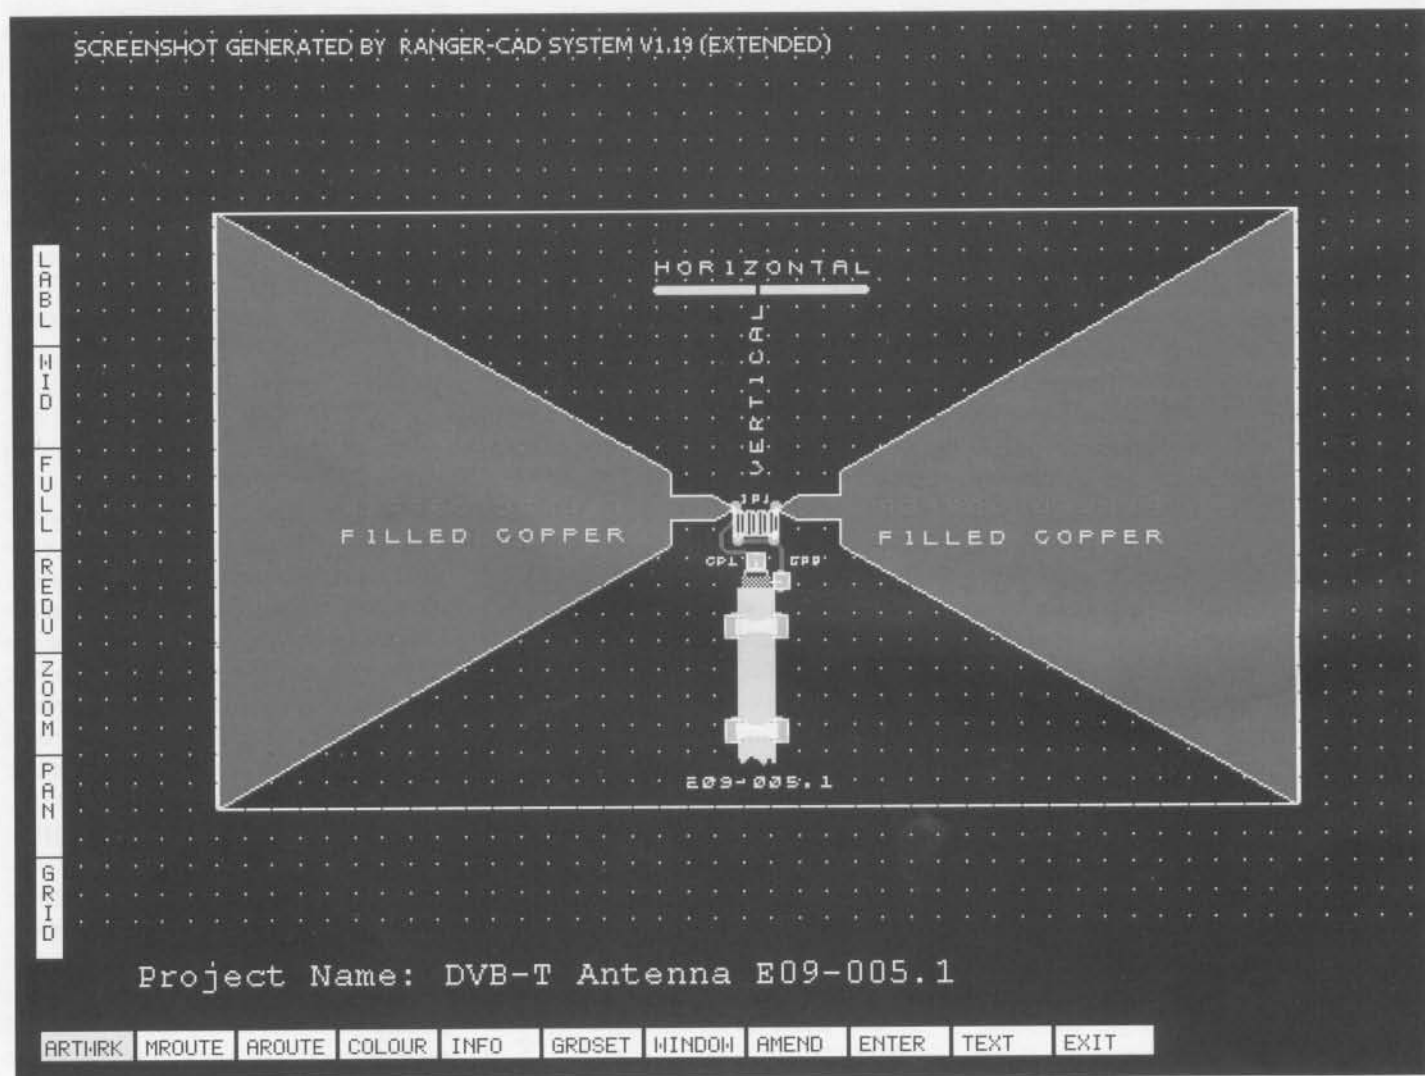 SCREENSHOT GENERATED BY RANGER-CAD SYSTEM V1.19 (EXTENDED)
HORIZONTAL
VERTICAL
FILLED COPPER
FILLED COPPER
E09-005.1
LABL
WID
FULL
REDU
ZOOM
PAN
GRID
Project Name: DVB-T Antenna E09-005.1
ARTWRK MROUTE AROUTE COLOUR INFO GRDSET WINDOW AMEND ENTER TEXT EXIT